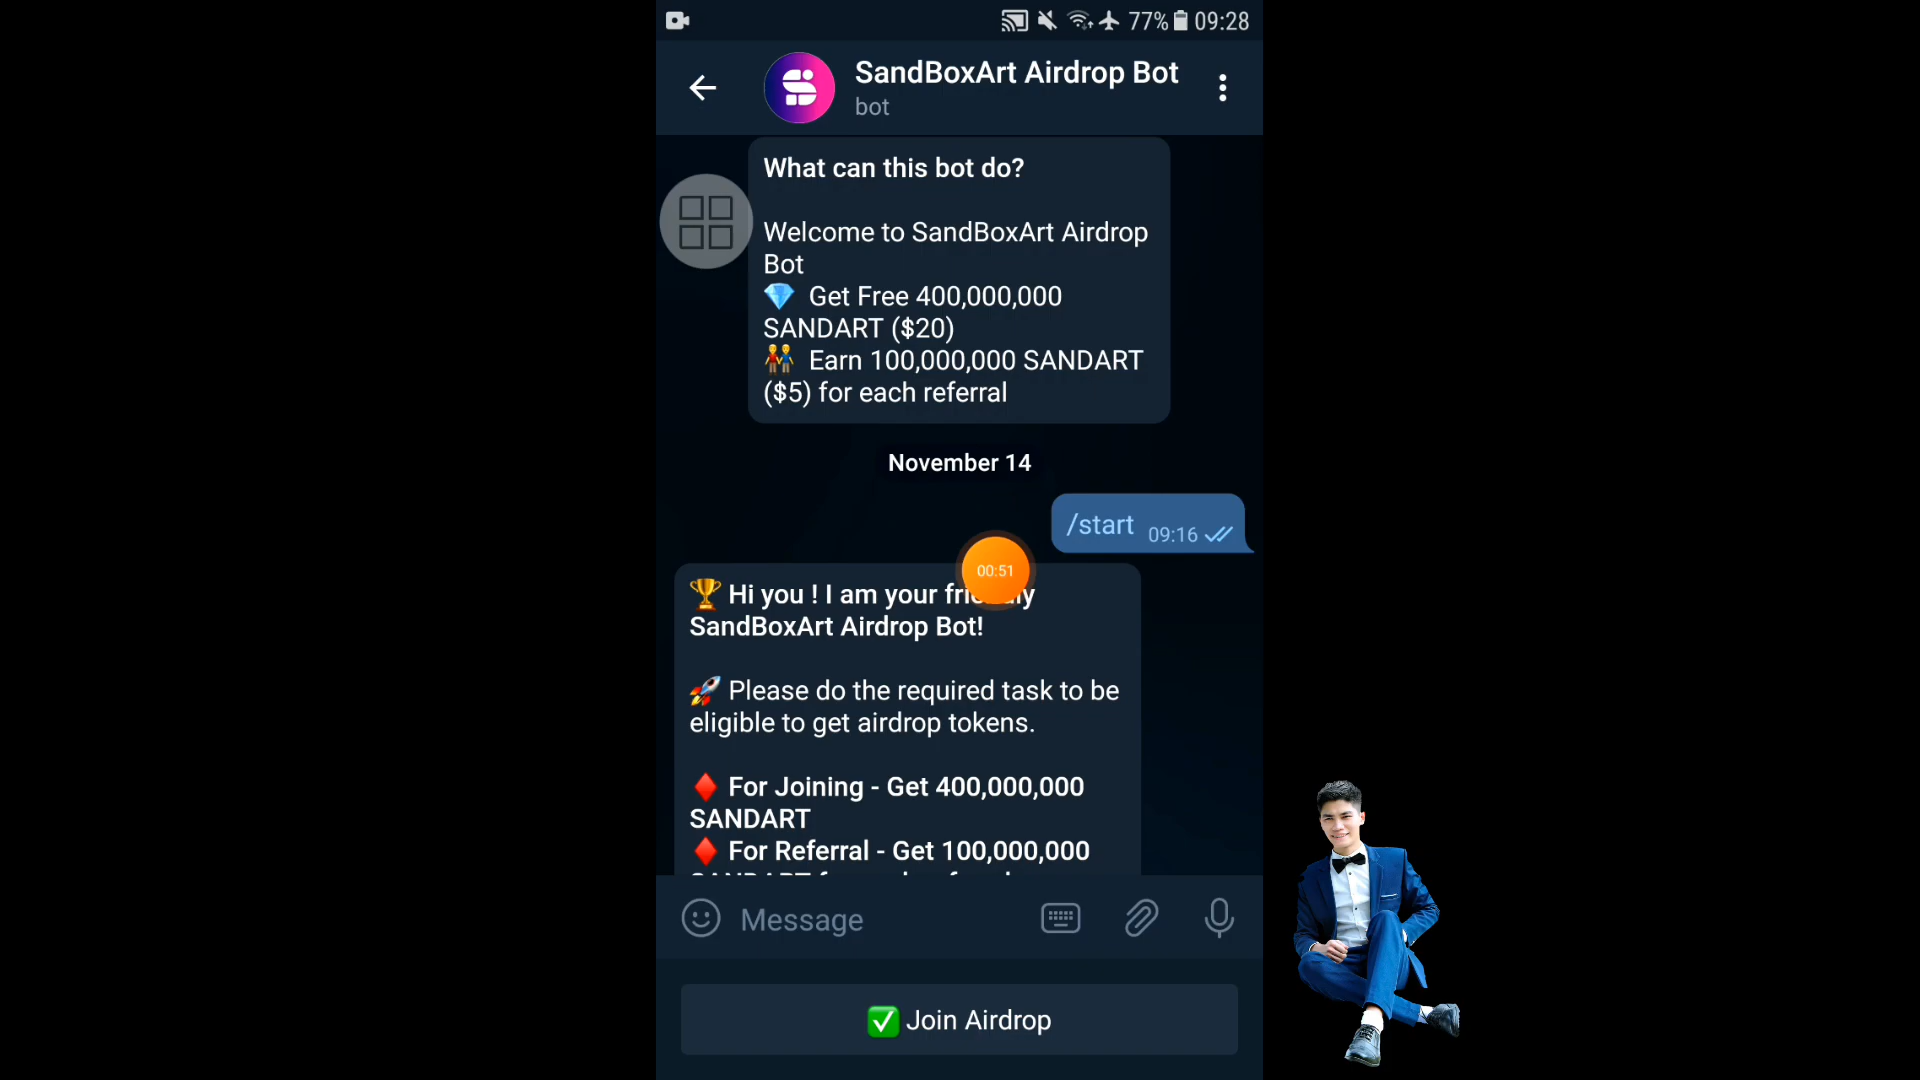 77% 09:28
SandBoxArt Airdrop Bot
bot
What can this bot do?
Welcome to SandBoxArt Airdrop
Bot
💎 Get Free 400,000,000
SANDART ($20)
👬 Earn 100,000,000 SANDART
($5) for each referral
November 14
/start 09:16
00:51
🏆 Hi you ! I am your
SandBoxArt Airdrop Bot!
🚀 Please do the required task to be
eligible to get airdrop tokens.
♦️ For Joining - Get 400,000,000
SANDART
♦️ For Referral - Get 100,000,000
Message
✅ Join Airdrop